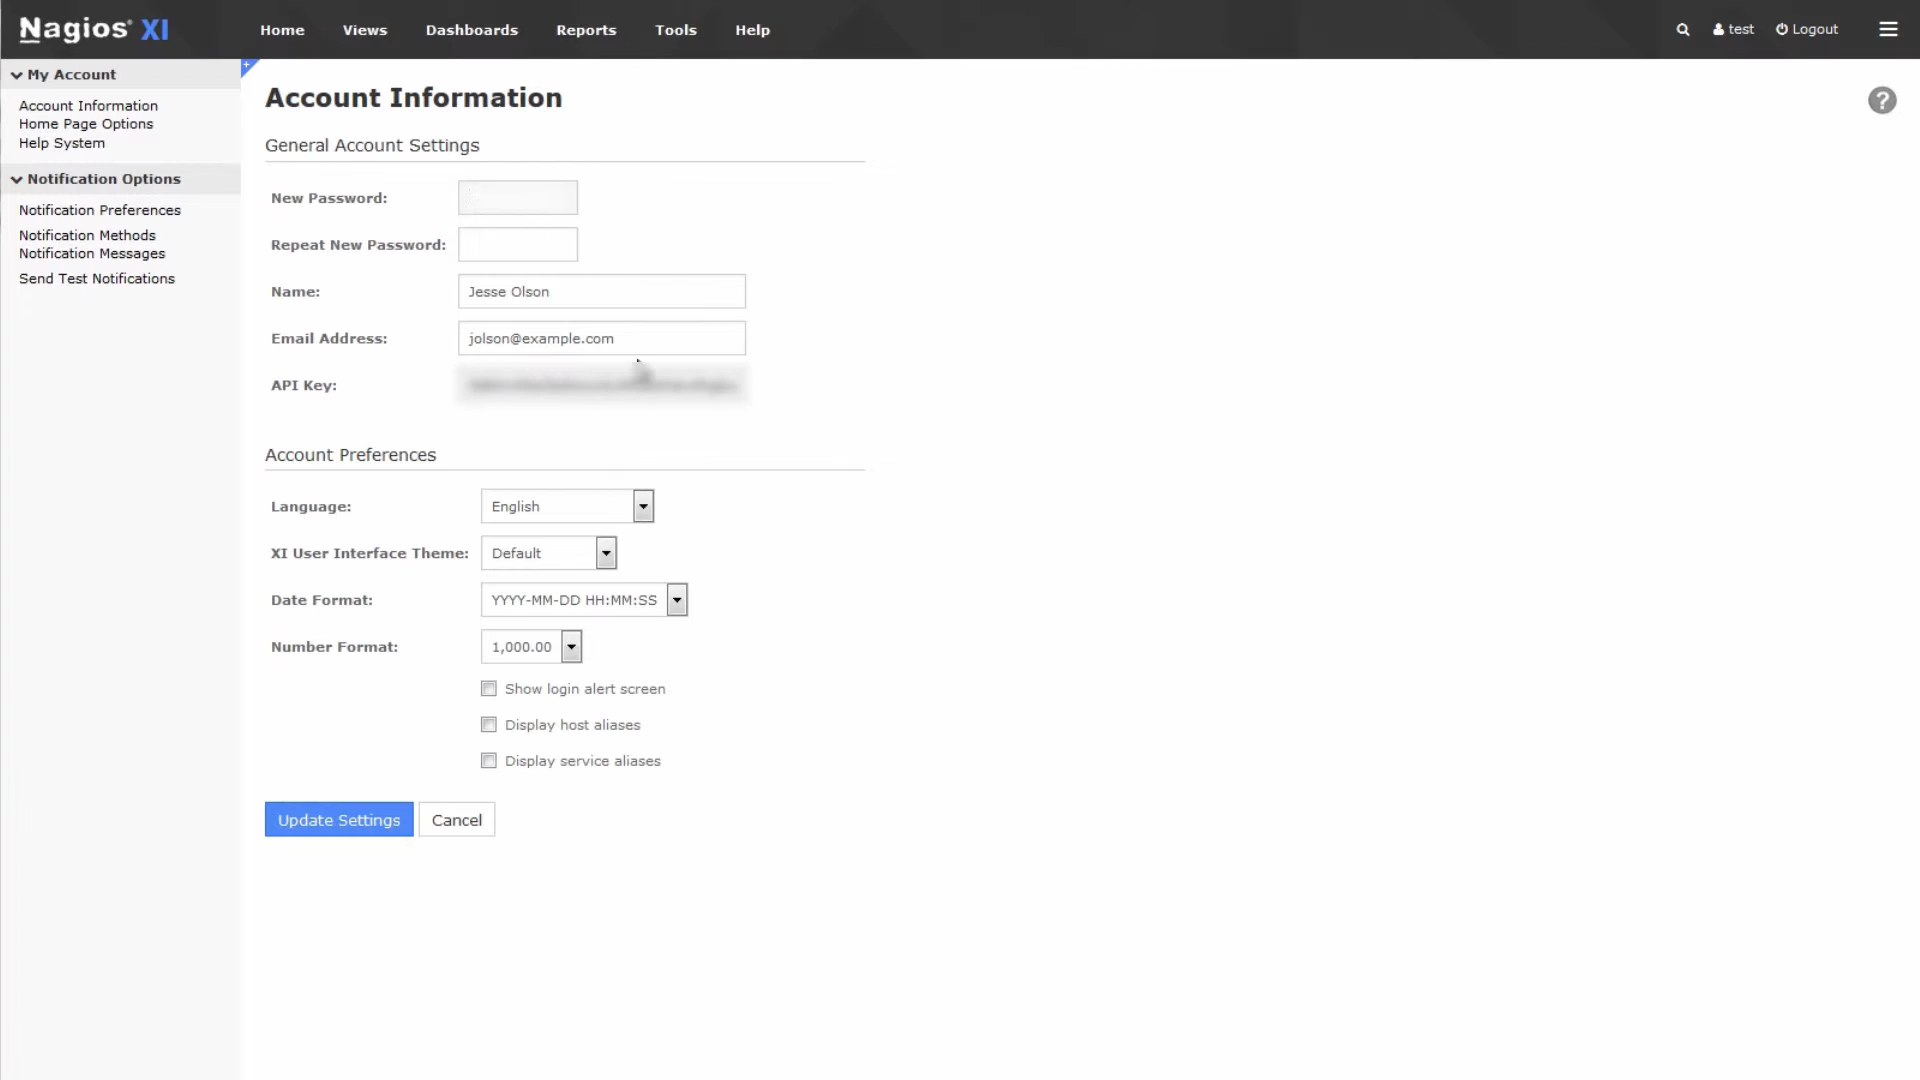 Nagios® XI
Home Views Dashboards Reports Tools Help
test Logout
My Account
Account Information
Home Page Options
Help System
Notification Options
Notification Preferences
Notification Methods
Notification Messages
Send Test Notifications
+
Account Information
?
General Account Settings
New Password:
Repeat New Password:
Name: Jesse Olson
Email Address: jolson@example.com
API Key:
Account Preferences
Language: English
XI User Interface Theme: Default
Date Format: YYYY-MM-DD HH:MM:SS
Number Format: 1,000.00
Show login alert screen
Display host aliases
Display service aliases
Update Settings Cancel